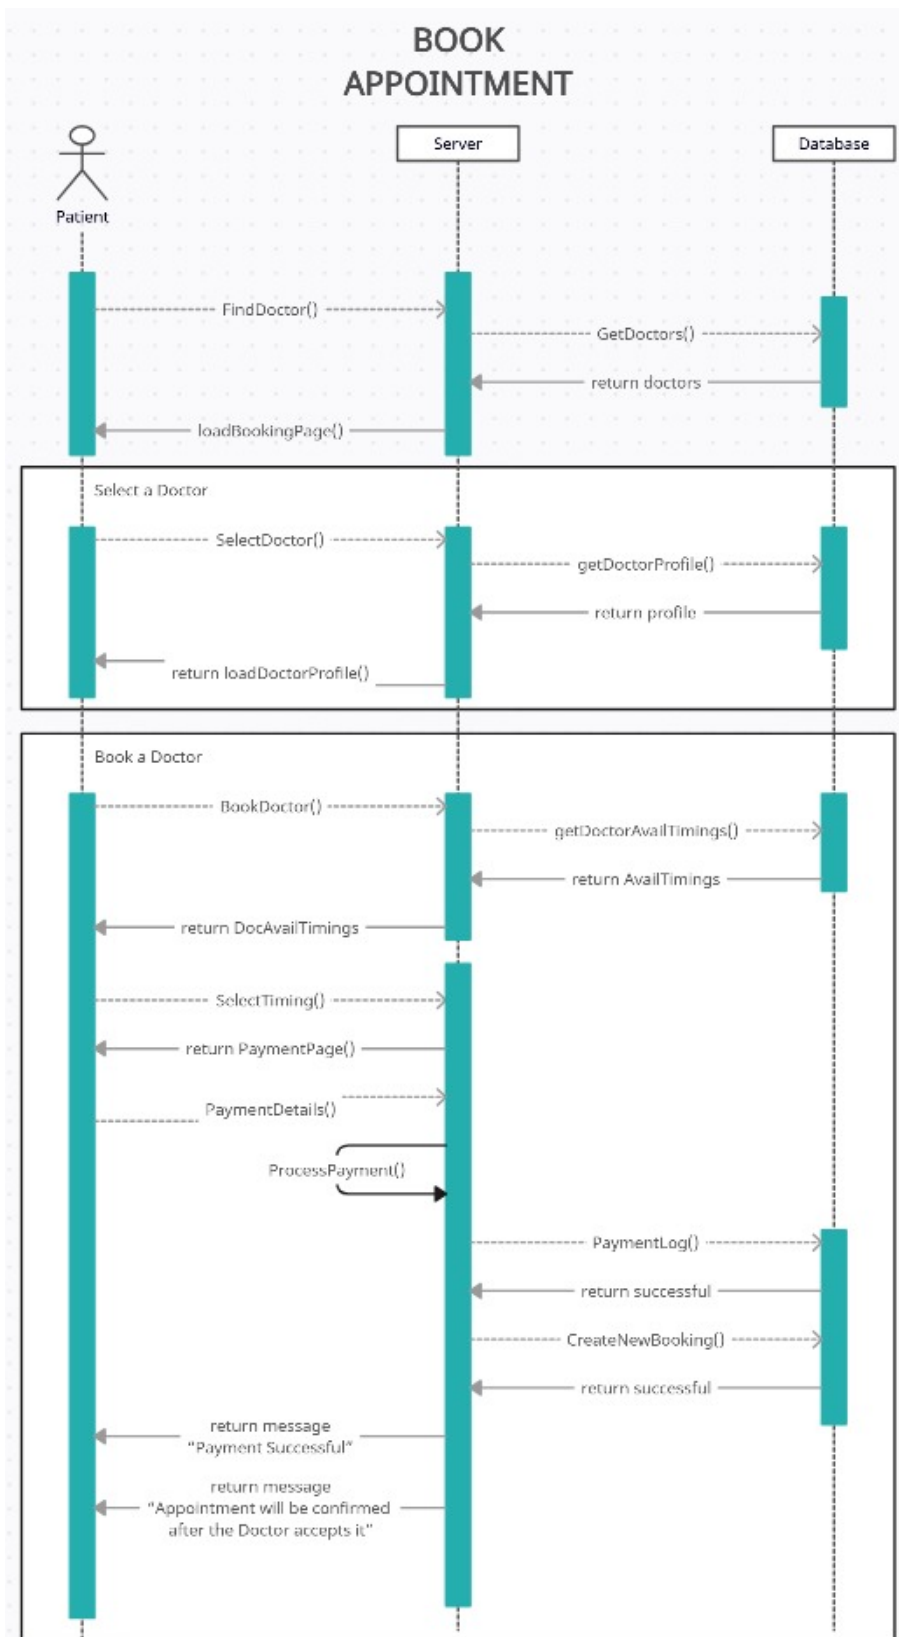 BOOK
APPOINTMENT
Server
Database
Patient
FindDoctor()
GetDoctors()
return doctors
loadBookingPage()
Select a Doctor
SelectDoctor()
getDoctorProfile()
return profile
return loadDoctorProfile()
Book a Doctor
BookDoctor()
getDoctorAvailTimings()
return AvailTimings
return DocAvailTimings
SelectTiming()
return PaymentPage()
PaymentDetails()
ProcessPayment()
PaymentLog()
return successful
CreateNewBooking()
return successful
return message
“Payment Successful”
return message
“Appointment will be confirmed
after the Doctor accepts it”